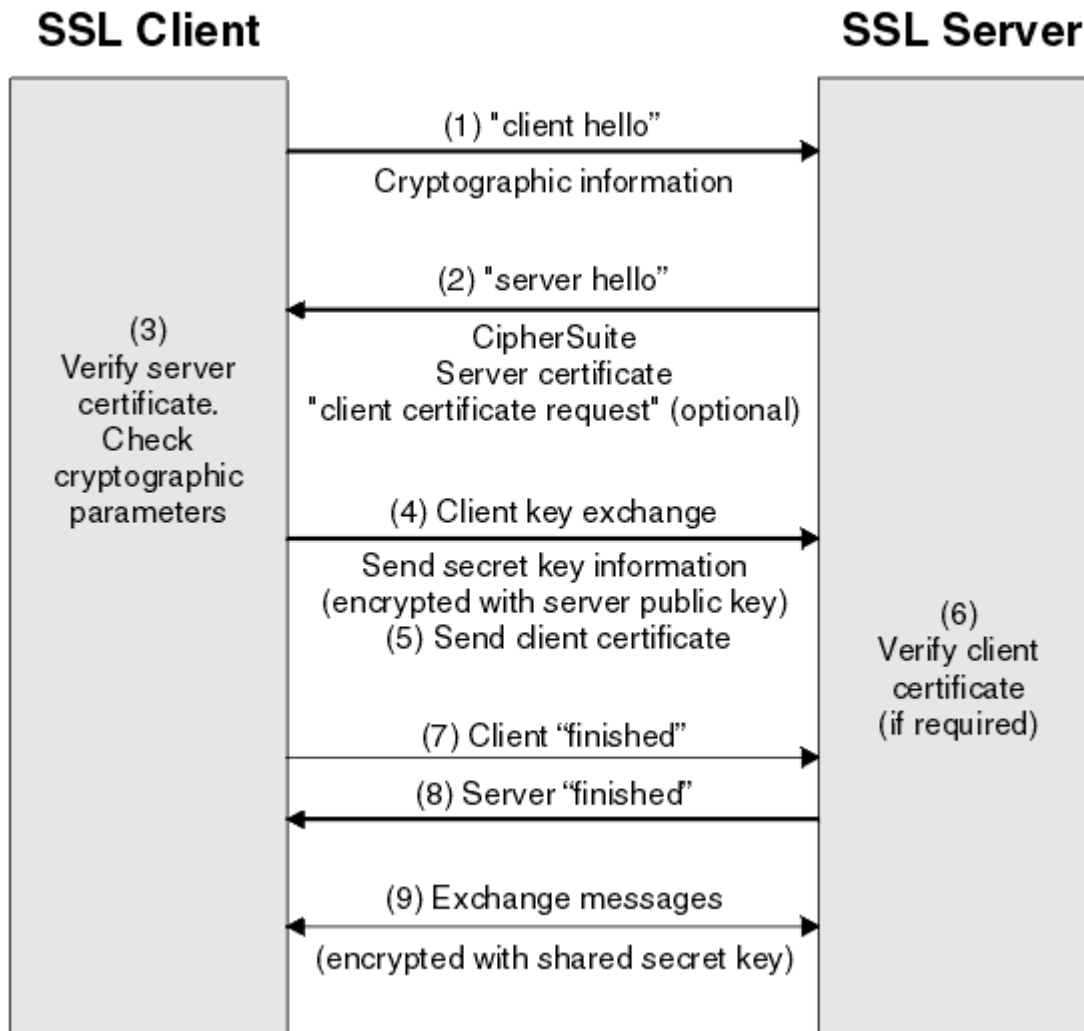 SSL Client
SSL Server
(1) "client hello”
Cryptographic information
(2) "server hello”
CipherSuite
Server certificate
"client certificate request" (optional)
(3)
Verify server
certificate.
Check
cryptographic
parameters
(4) Client key exchange
Send secret key information
(encrypted with server public key)
(5) Send client certificate
(6)
Verify client
certificate
(if required)
(7) Client “finished”
(8) Server “finished”
(9) Exchange messages
(encrypted with shared secret key)